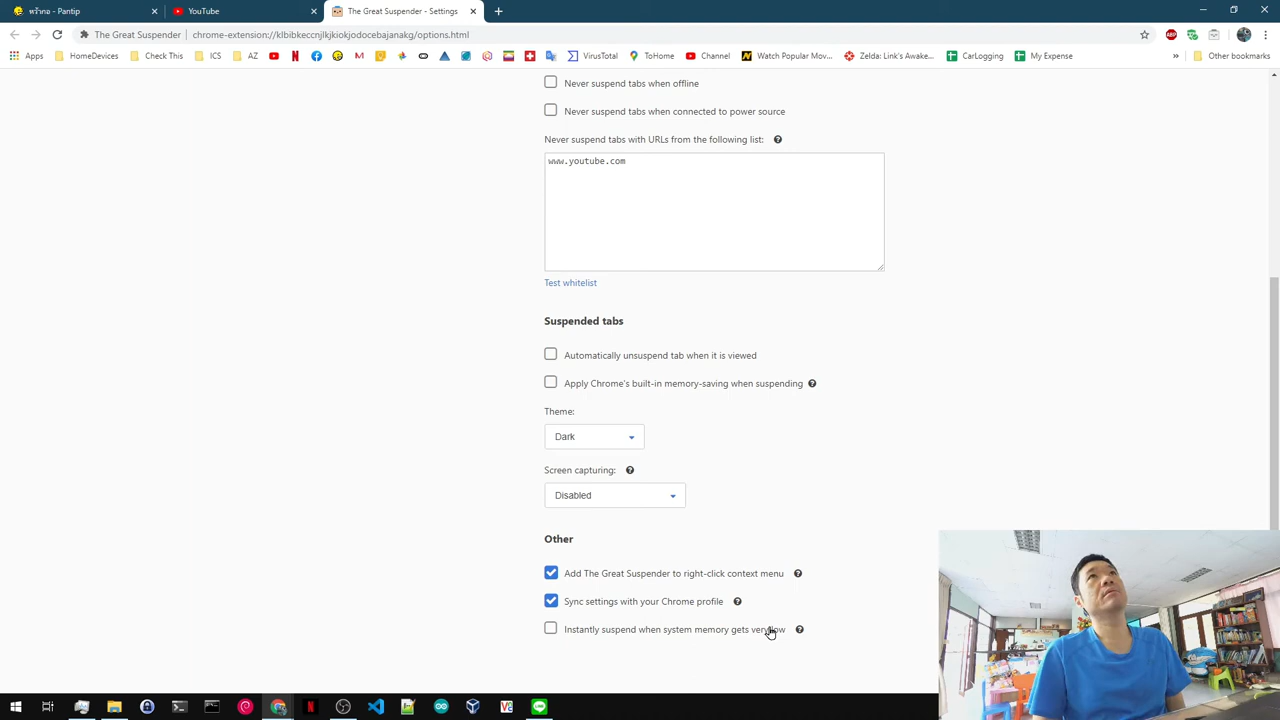 หว้ากอ - Pantip
YouTube
The Great Suspender - Settings
The Great Suspender
chrome-extension://klbibkeccnjlkjkiokjodocebajanakg/options.html
Apps
HomeDevices
Check This
ICS
AZ
VirusTotal
ToHome
Channel
Watch Popular Mov...
Zelda: Link's Awake...
CarLogging
My Expense
Other bookmarks
Never suspend tabs when offline
Never suspend tabs when connected to power source
Never suspend tabs with URLs from the following list:
www.youtube.com
Test whitelist
Suspended tabs
Automatically unsuspend tab when it is viewed
Apply Chrome's built-in memory-saving when suspending
Theme:
Dark
Screen capturing:
Disabled
Other
Add The Great Suspender to right-click context menu
Sync settings with your Chrome profile
Instantly suspend when system memory gets very low